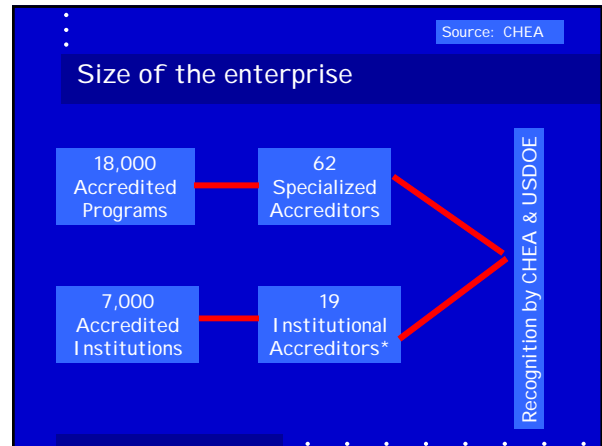 Source: CHEA
Size of the enterprise
18,000
Accredited
Programs
62
Specialized
Accreditors
7,000
Accredited
Institutions
19
Institutional
Accreditors*
Recognition by CHEA & USDOE